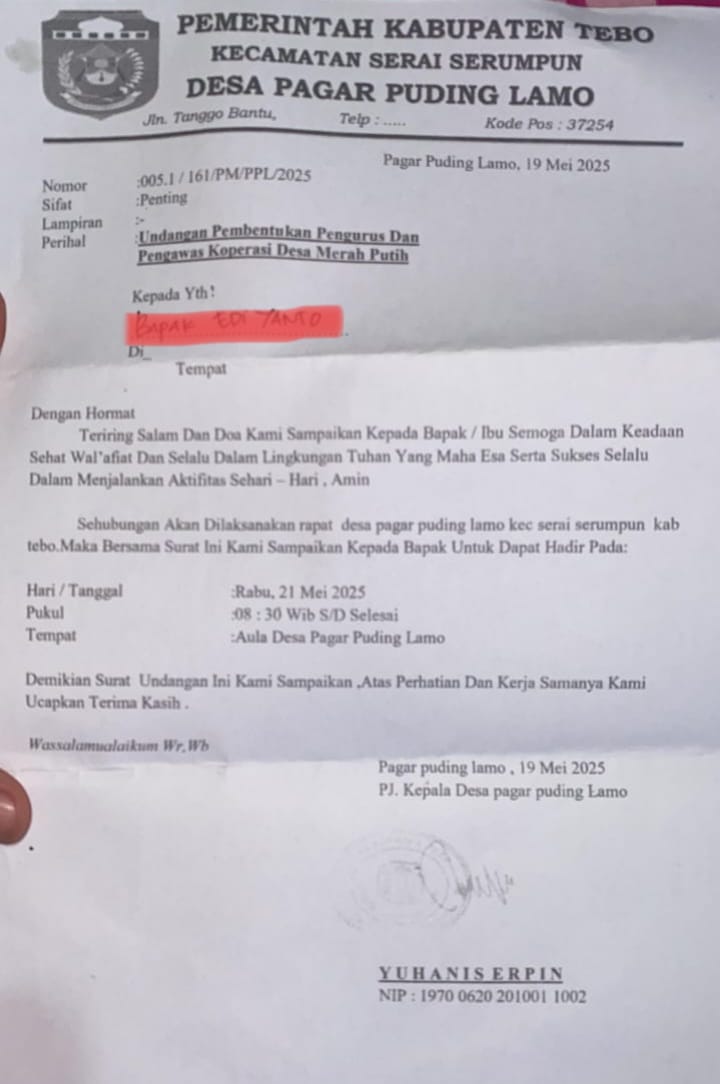 PEMERINTAH KABUPATEN TEBO
KECAMATAN SERAI SERUMPUN
DESA PAGAR PUDING LAMO
Jln. Tanggo Bantu, Telp : ..... Kode Pos : 37254
Pagar Puding Lamo, 19 Mei 2025
Nomor :005.1 / 161/PM/PPL/2025
Sifat :Penting
Lampiran :-
Perihal :Undangan Pembentukan Pengurus Dan
Pengawas Koperasi Desa Merah Putih
Kepada Yth!
Bapak EDI YANTO
Di_
Tempat
Dengan Hormat
Teriring Salam Dan Doa Kami Sampaikan Kepada Bapak / Ibu Semoga Dalam Keadaan
Sehat Wal'afiat Dan Selalu Dalam Lingkungan Tuhan Yang Maha Esa Serta Sukses Selalu
Dalam Menjalankan Aktifitas Sehari – Hari , Amin
Sehubungan Akan Dilaksanakan rapat desa pagar puding lamo kec serai serumpun kab
tebo.Maka Bersama Surat Ini Kami Sampaikan Kepada Bapak Untuk Dapat Hadir Pada:
Hari / Tanggal :Rabu, 21 Mei 2025
Pukul :08 : 30 Wib S/D Selesai
Tempat :Aula Desa Pagar Puding Lamo
Demikian Surat Undangan Ini Kami Sampaikan ,Atas Perhatian Dan Kerja Samanya Kami
Ucapkan Terima Kasih .
Wassalamualaikum Wr,Wb
Pagar puding lamo , 19 Mei 2025
PJ. Kepala Desa pagar puding Lamo
YUHANIS ERPIN
NIP : 1970 0620 201001 1002